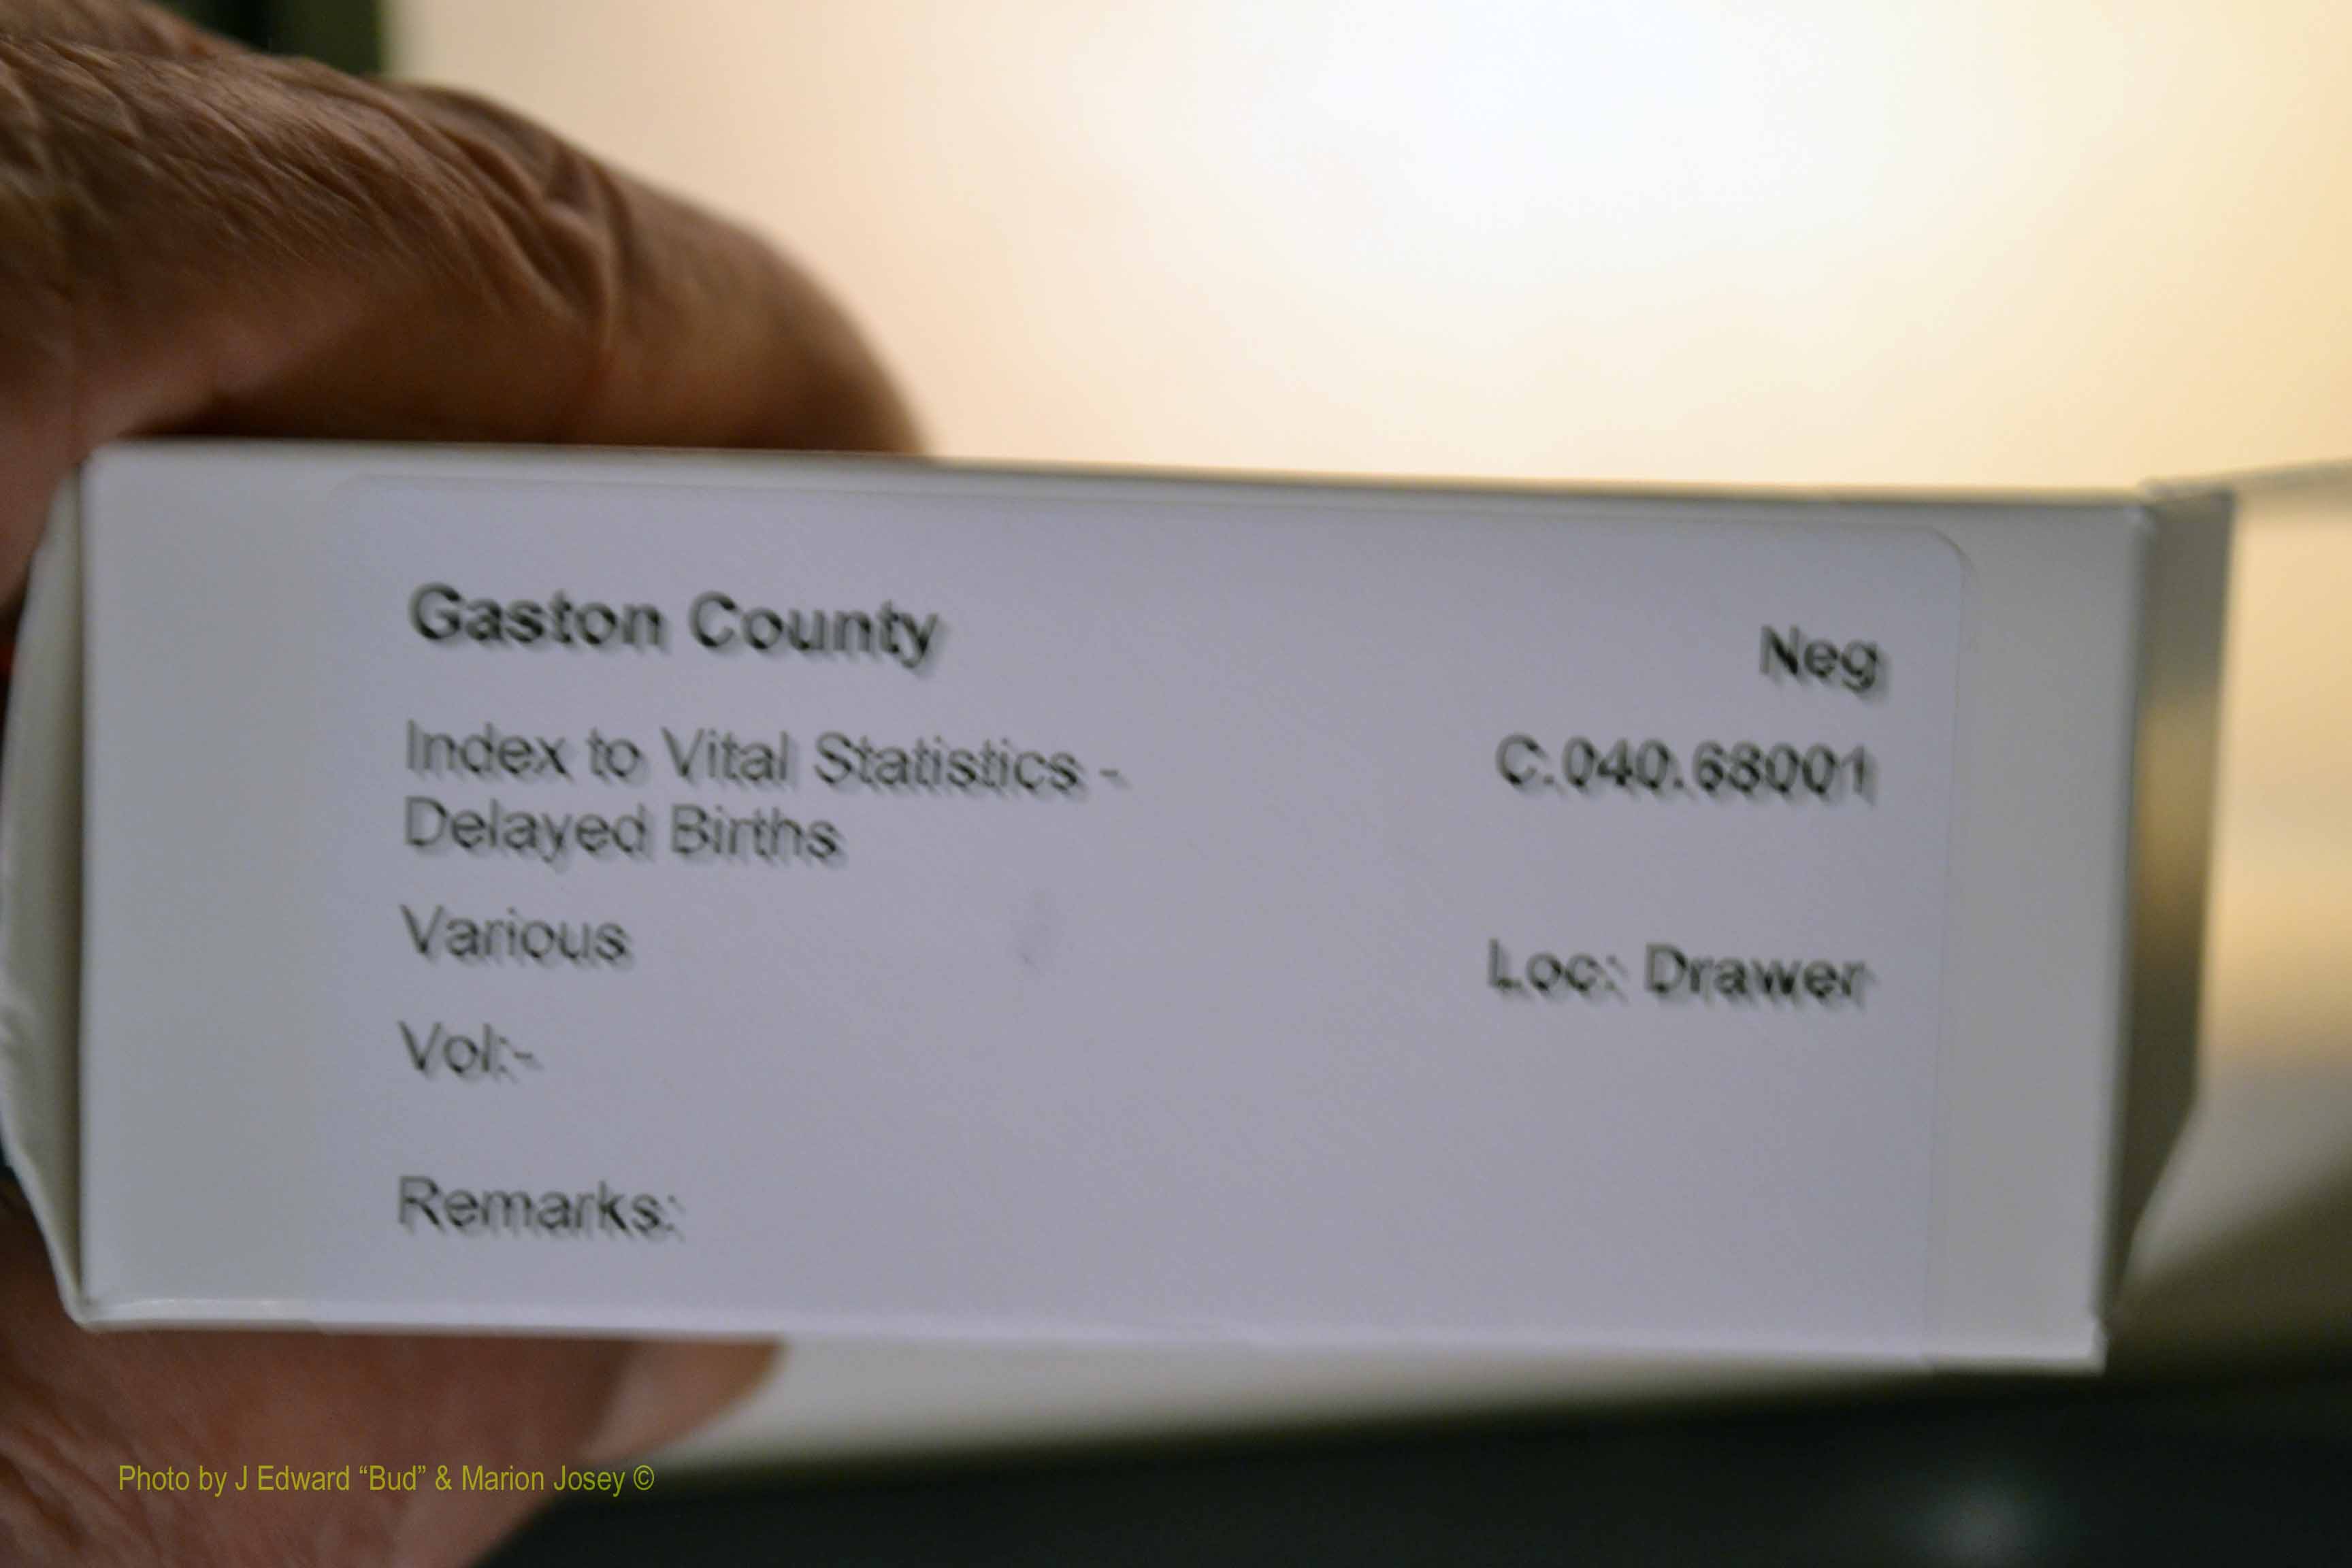 Gaston County
Neg
Index to Vital Statistics -
C.040.68001
Delayed Births
Various
Loc: Drawer
Vol:-
Remarks:
Photo by J Edward “Bud” & Marion Josey ©